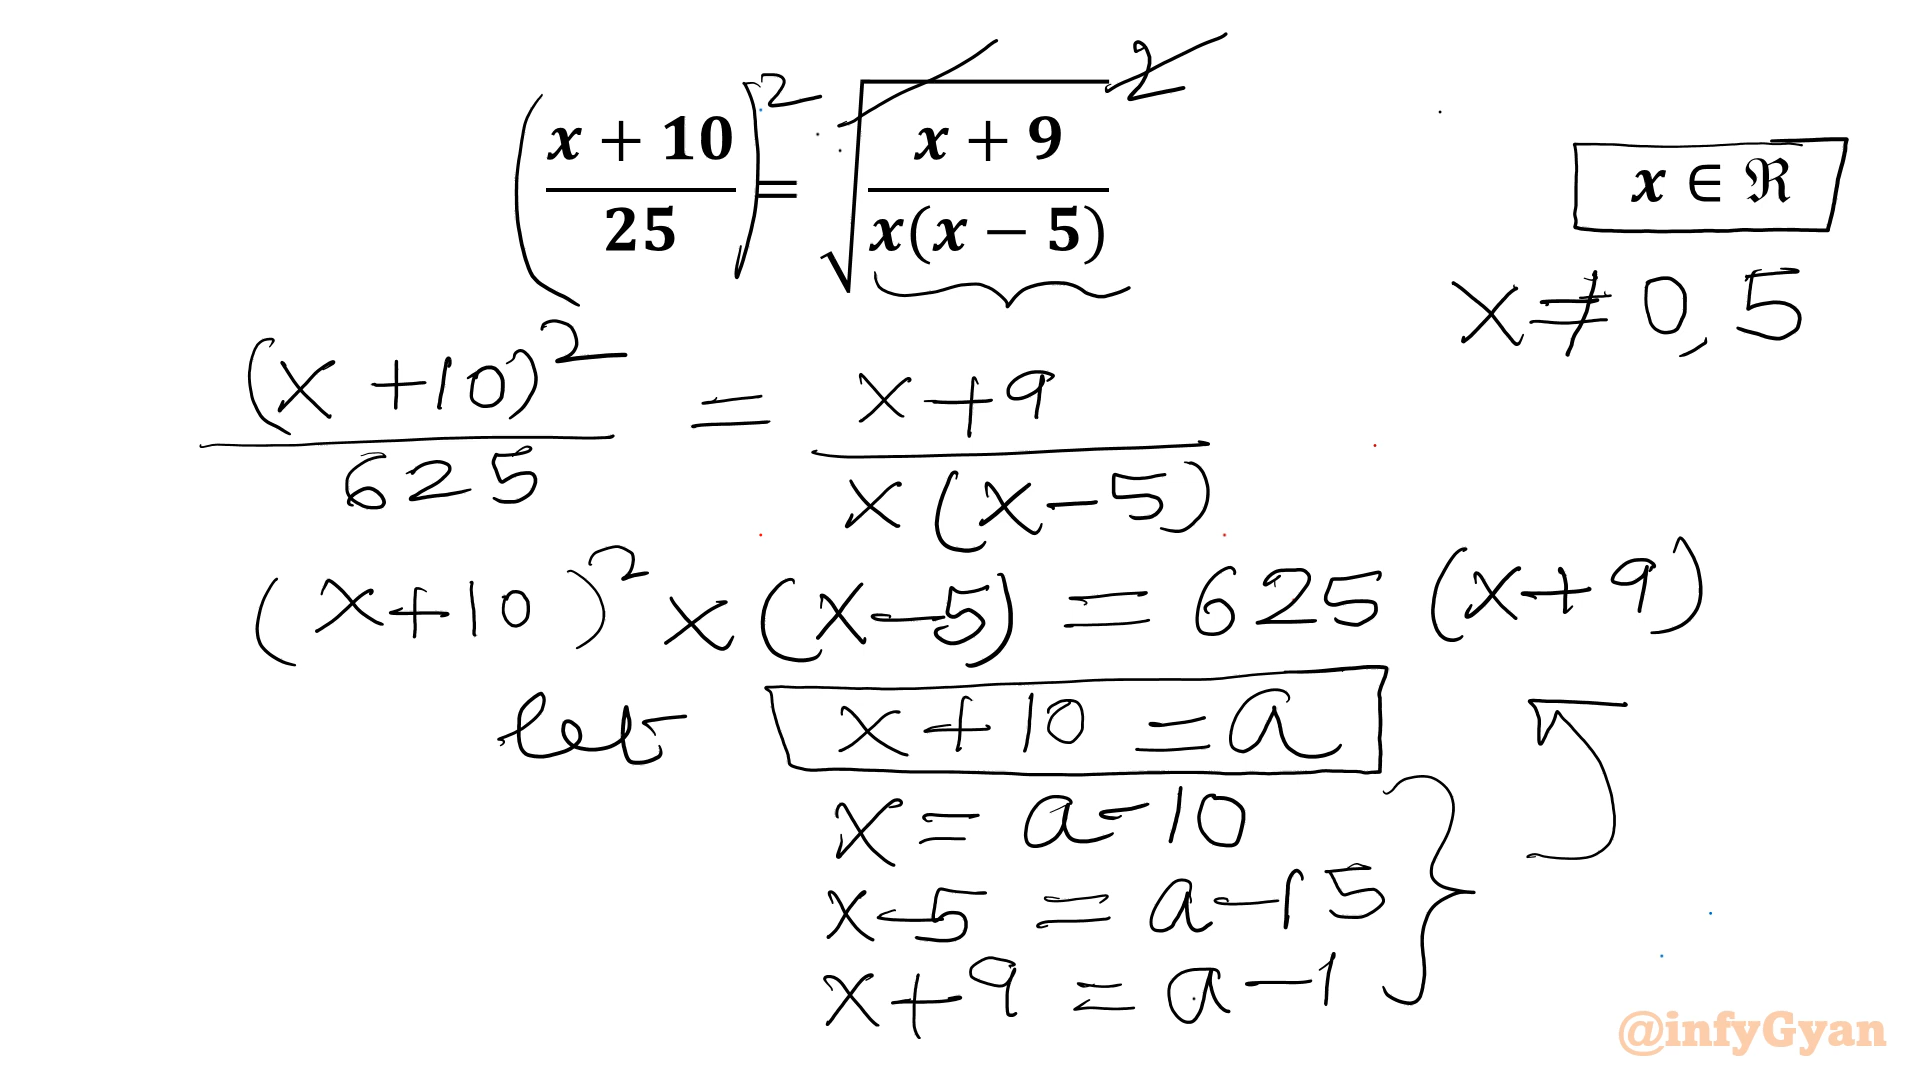 ((x + 10)/25)² = √((x + 9)/(x(x − 5)))²
x ∈ ℜ
x ≠ 0, 5
(x + 10)²/625 = (x + 9)/(x(x − 5))
(x + 10)² x (x − 5) = 625 (x + 9)
let x + 10 = a
x = a − 10
x − 5 = a − 15
x + 9 = a − 1
@infyGyan